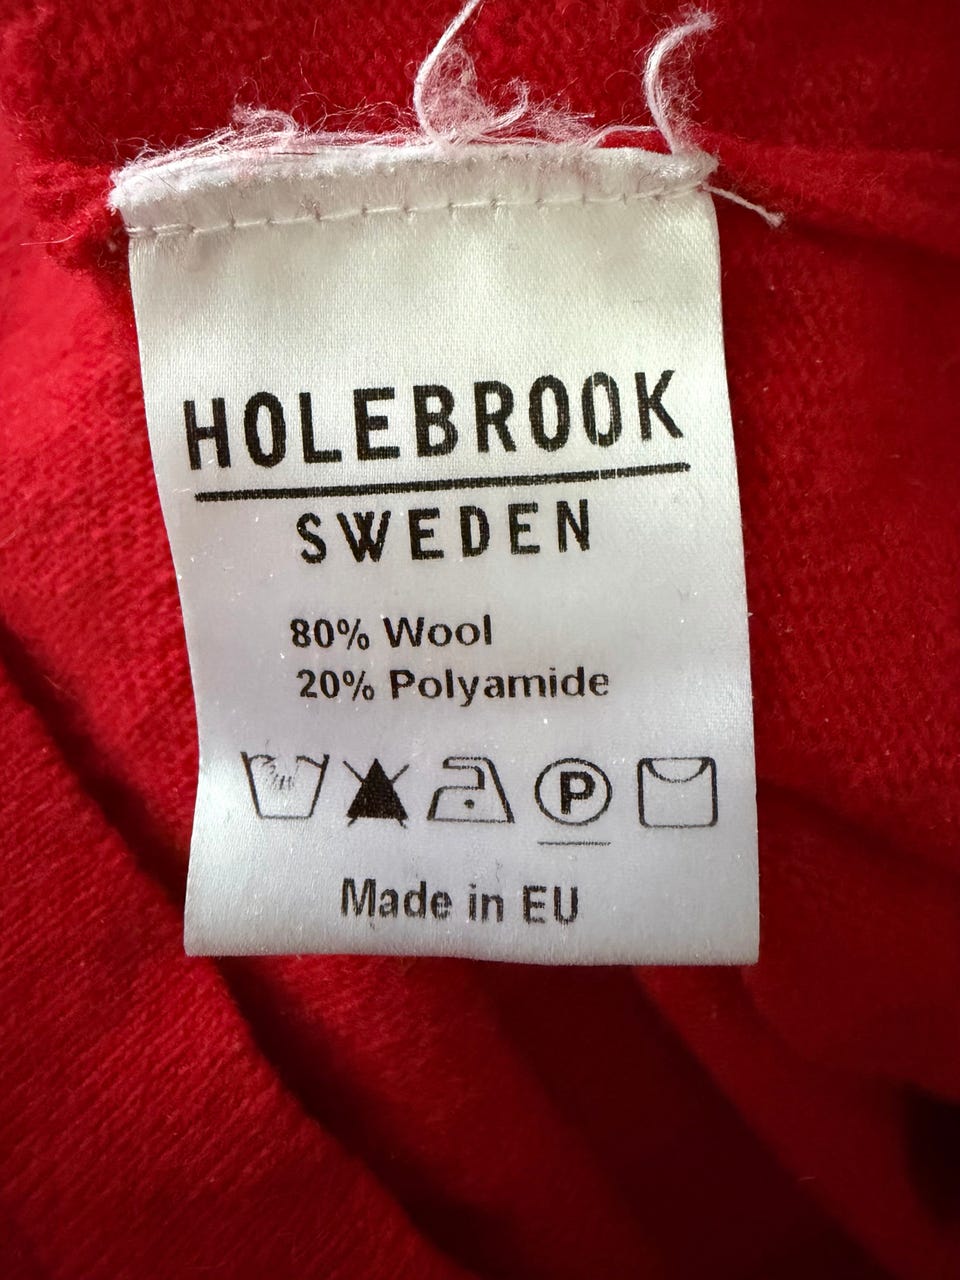 HOLEBROOK
SWEDEN
80% Wool
20% Polyamide
P
Made in EU